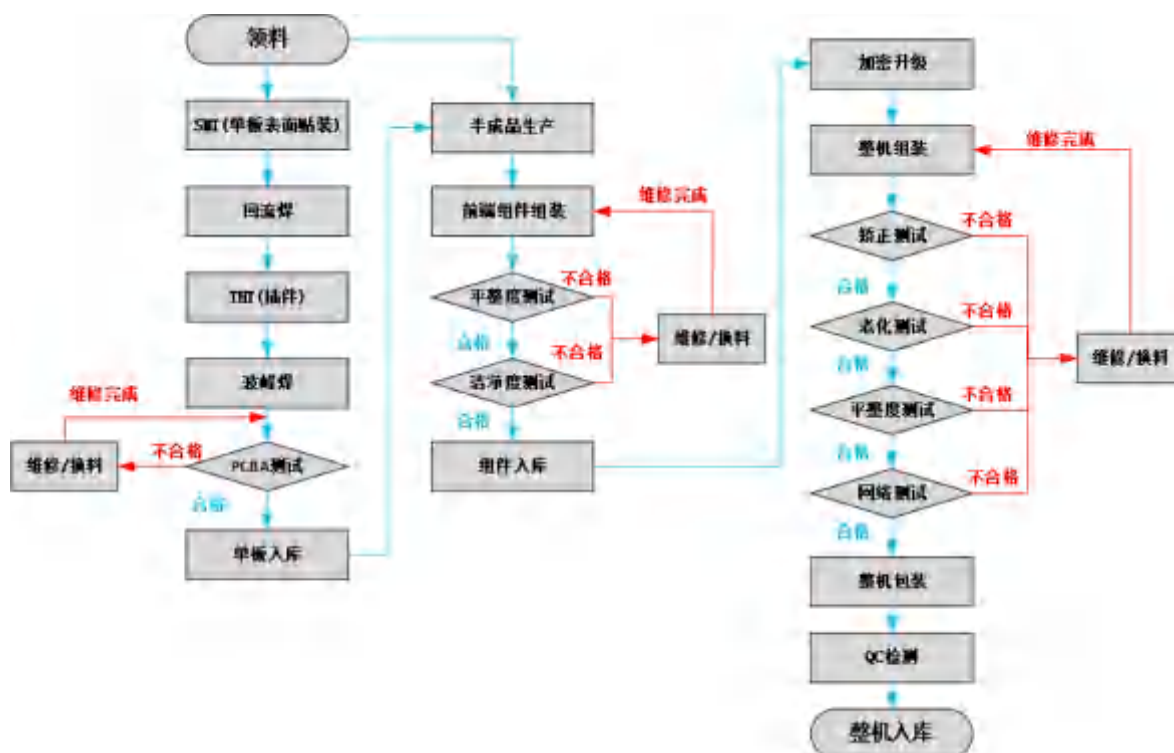 领料
SMT(单板表面贴装)
回流焊
THT(插件)
波峰焊
维修完成
维修/换料
不合格
PCBA测试
合格
单板入库
半成品生产
前端组件组装
维修完成
平整度测试
不合格
合格
维修/换料
洁净度测试
不合格
合格
组件入库
加密升级
整机组装
维修完成
矫正测试
不合格
合格
老化测试
不合格
维修/换料
合格
平整度测试
不合格
合格
网络测试
不合格
合格
整机包装
QC检测
整机入库